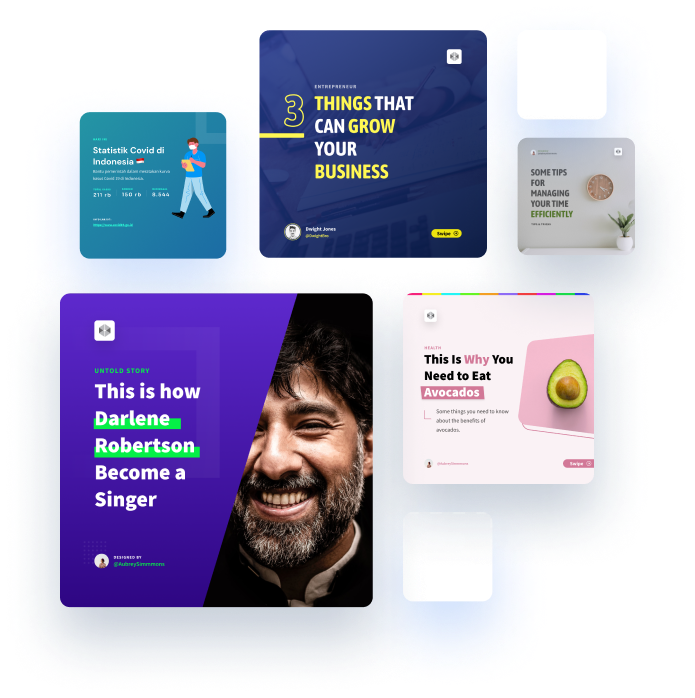 ENTREPRENEUR
3
THINGS THAT
CAN GROW
YOUR
BUSINESS
Dwight Jones
@DwightRes
Swipe
Statistik Covid di
Indonesia 🇮🇩
211 rb
150 rb
8.544
SOME TIPS
FOR
MANAGING
YOUR TIME
EFFICIENTLY
UNTOLD STORY
This is how
Darlene
Robertson
Become a
Singer
DESIGNED BY
@AubreySimmmons
HEALTH
This Is Why You
Need to Eat
Avocados
Some things you need to know
about the benefits of
avocados.
@AubreySimmmons
Swipe